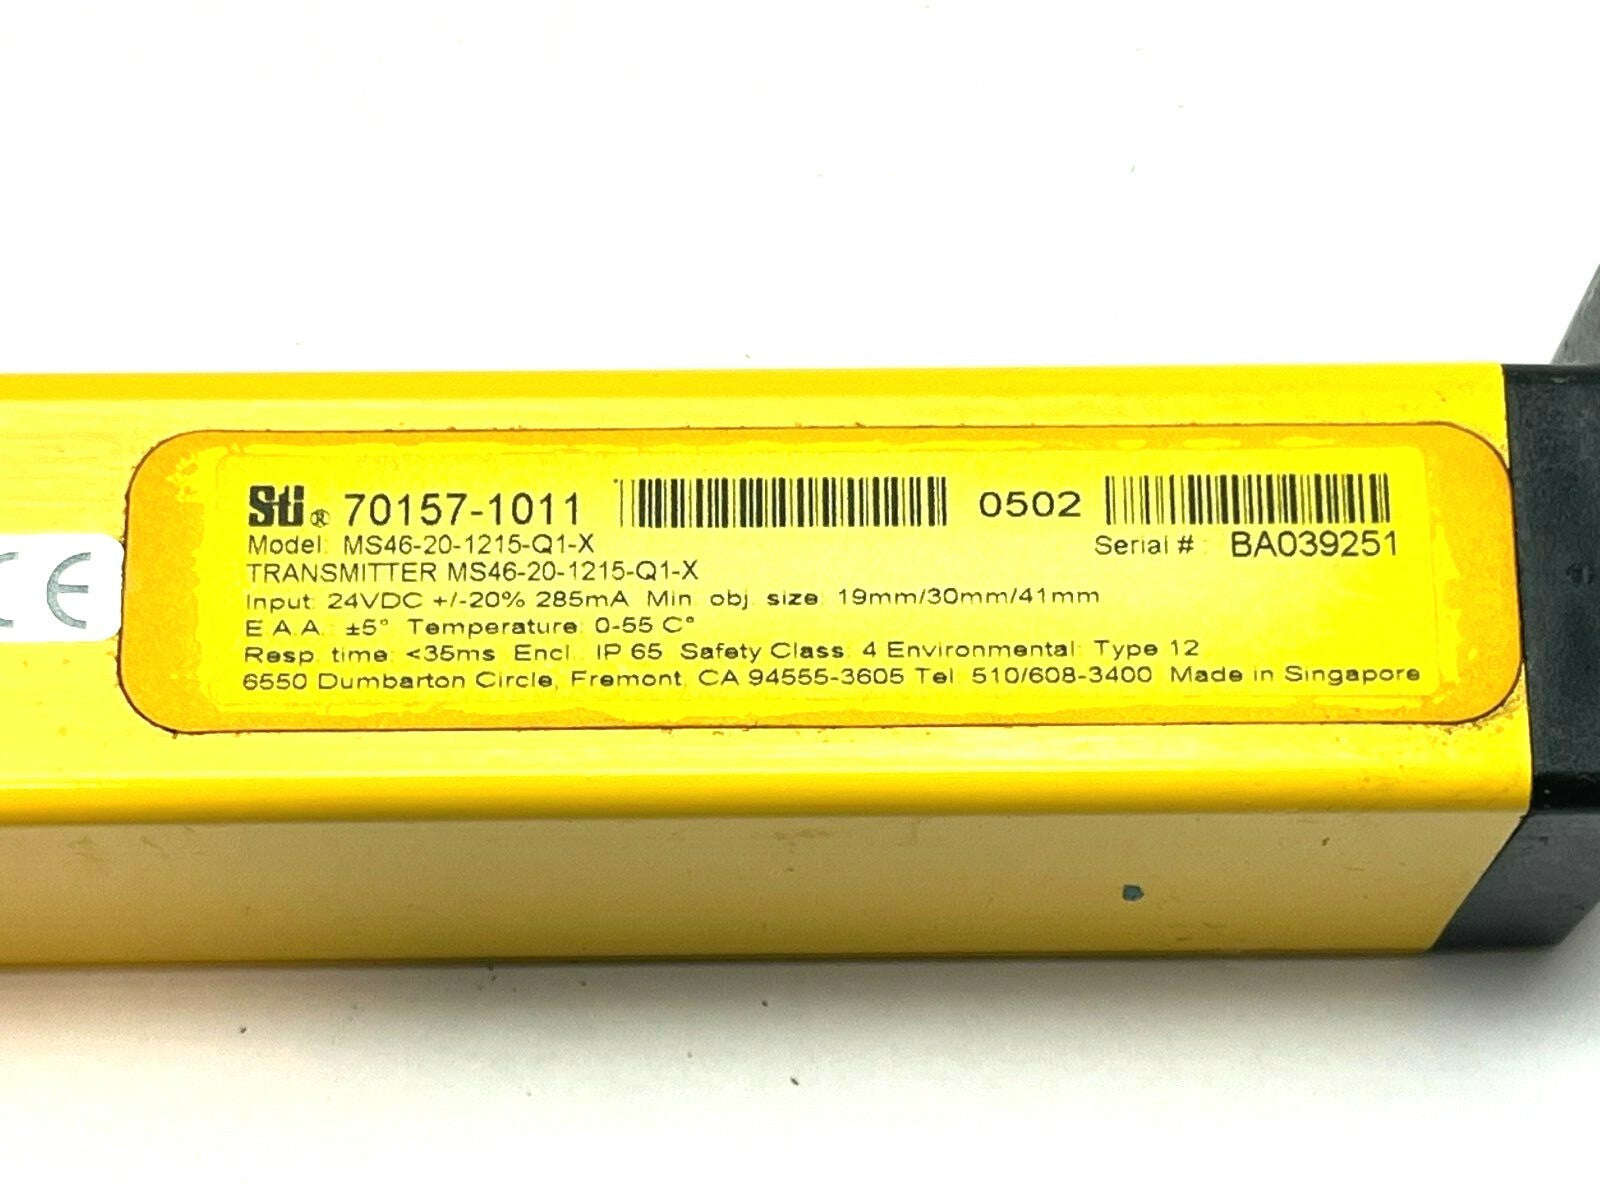 CE
STI® 70157-1011 0502
Model: MS46-20-1215-Q1-X Serial # : BA039251
TRANSMITTER MS46-20-1215-Q1-X
Input: 24VDC +/-20% 285mA Min. obj. size: 19mm/30mm/41mm
E.A.A.: ±5° Temperature: 0-55 C°
Resp. time: <35ms Encl.: IP 65 Safety Class: 4 Environmental: Type 12
6550 Dumbarton Circle, Fremont, CA 94555-3605 Tel: 510/608-3400 Made in Singapore